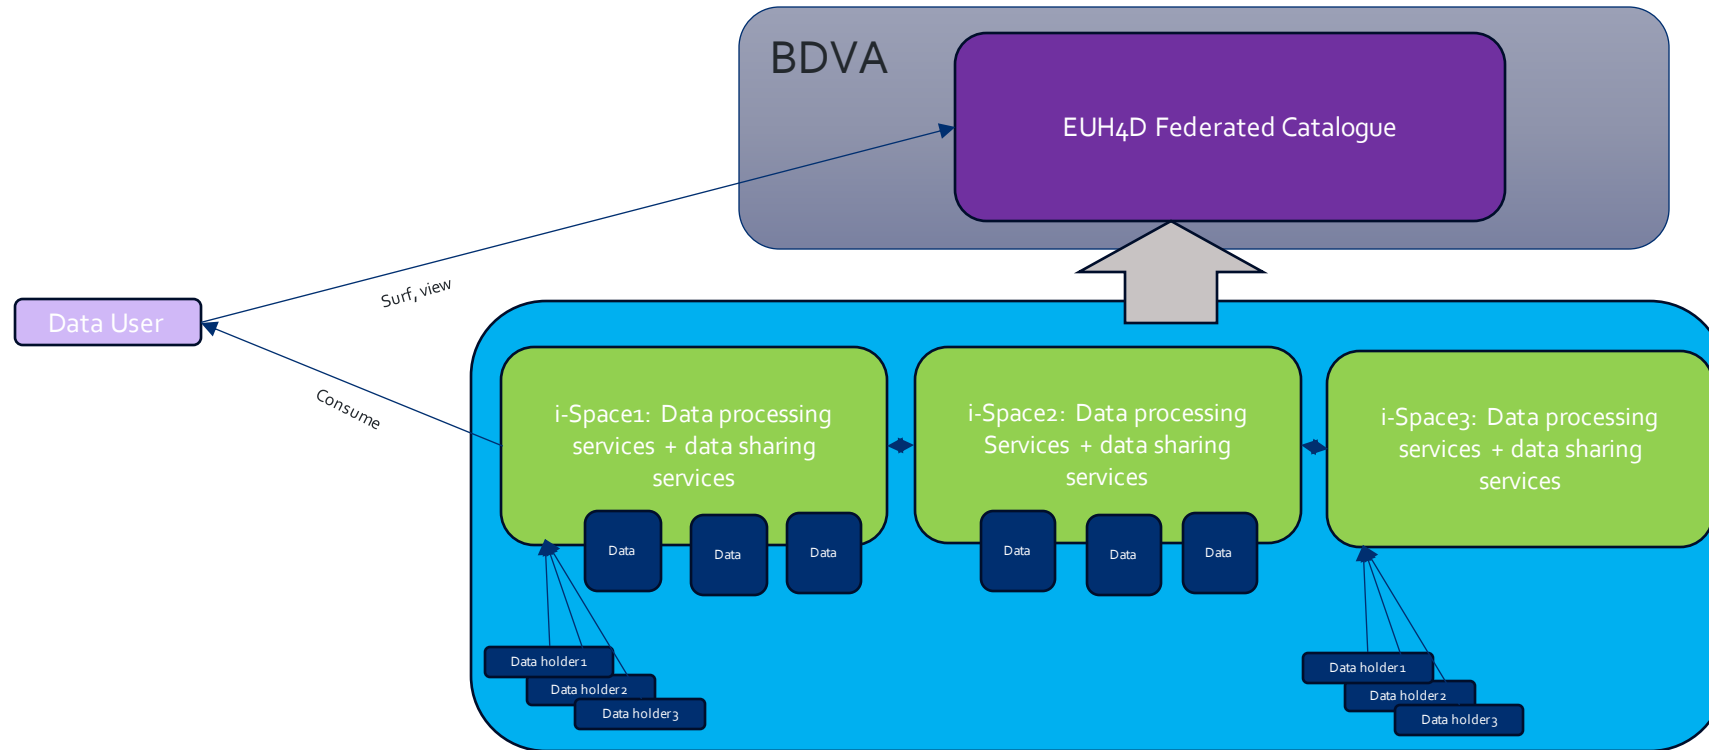 BDVA
EUH4D Federated Catalogue
Surf, view
Data User
Consume
i-Space1: Data processing
services + data sharing
services
i-Space2: Data processing
Services + data sharing
services
i-Space3: Data processing
services + data sharing
services
Data
Data
Data
Data
Data
Data
Data holder1
Data holder2
Data holder3
Data holder1
Data holder2
Data holder3